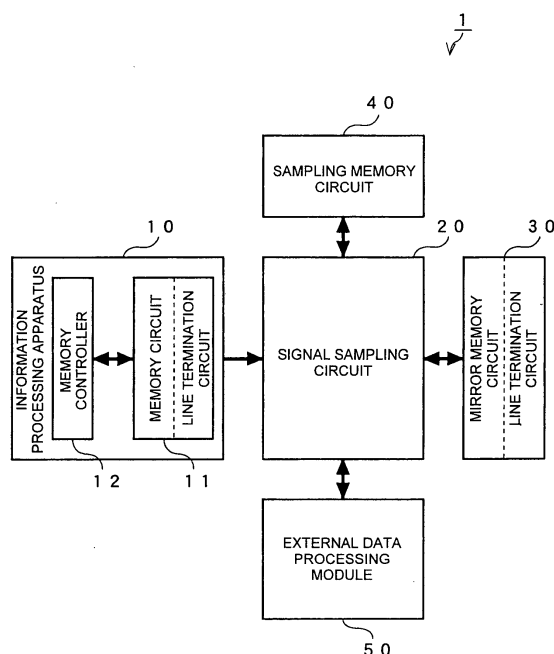 1
40
SAMPLING MEMORY
CIRCUIT
10
20
30
INFORMATION
PROCESSING APPARATUS
MEMORY
CONTROLLER
MEMORY CIRCUIT
LINE TERMINATION
CIRCUIT
SIGNAL SAMPLING
CIRCUIT
MIRROR MEMORY
CIRCUIT
LINE TERMINATION
CIRCUIT
12
11
EXTERNAL DATA
PROCESSING
MODULE
50